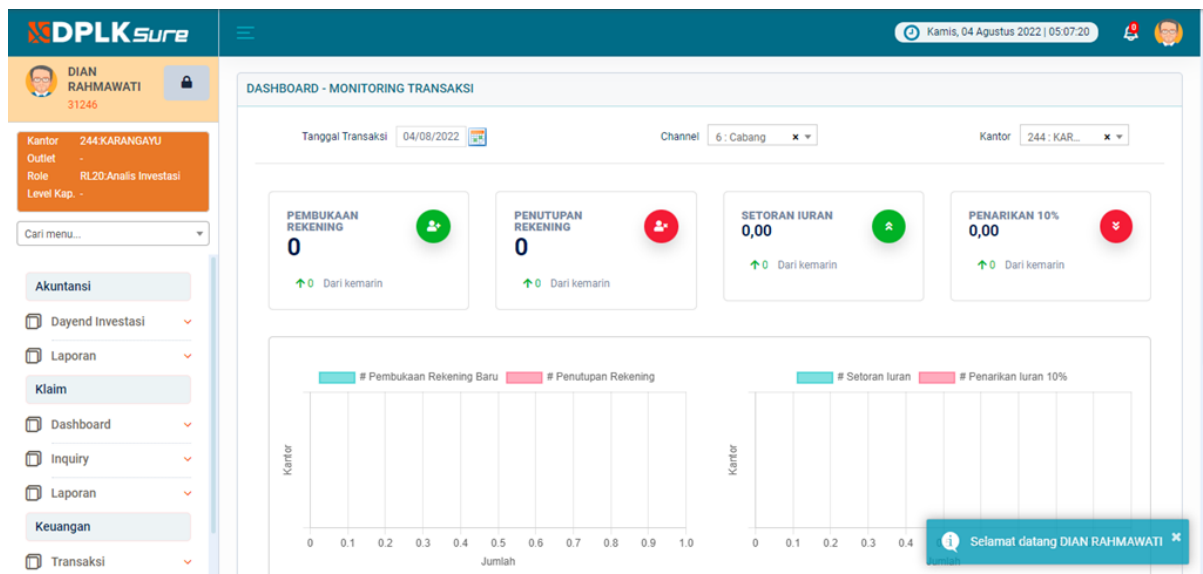 DPLK Sure
Kamis, 04 Agustus 2022 | 05:07:20
0
DIAN
RAHMAWATI
31246
Kantor 244:KARANGAYU
Outlet -
Role RL20:Analis Investasi
Level Kap. -
Cari menu...
Akuntansi
Dayend Investasi
Laporan
Klaim
Dashboard
Inquiry
Laporan
Keuangan
Transaksi
DASHBOARD - MONITORING TRANSAKSI
Tanggal Transaksi 04/08/2022 Channel 6 : Cabang × Kantor 244 : KAR... ×
PEMBUKAAN
REKENING
0
0 Dari kemarin
PENUTUPAN
REKENING
0
0 Dari kemarin
SETORAN IURAN
0,00
0 Dari kemarin
PENARIKAN 10%
0,00
0 Dari kemarin
# Pembukaan Rekening Baru # Penutupan Rekening
Kantor
0 0.1 0.2 0.3 0.4 0.5 0.6 0.7 0.8 0.9 1.0
Jumlah
# Setoran Iuran # Penarikan Iuran 10%
Kantor
0 0.1 0.2 0.3 0.4
Jumlah
Selamat datang DIAN RAHMAWATI ×